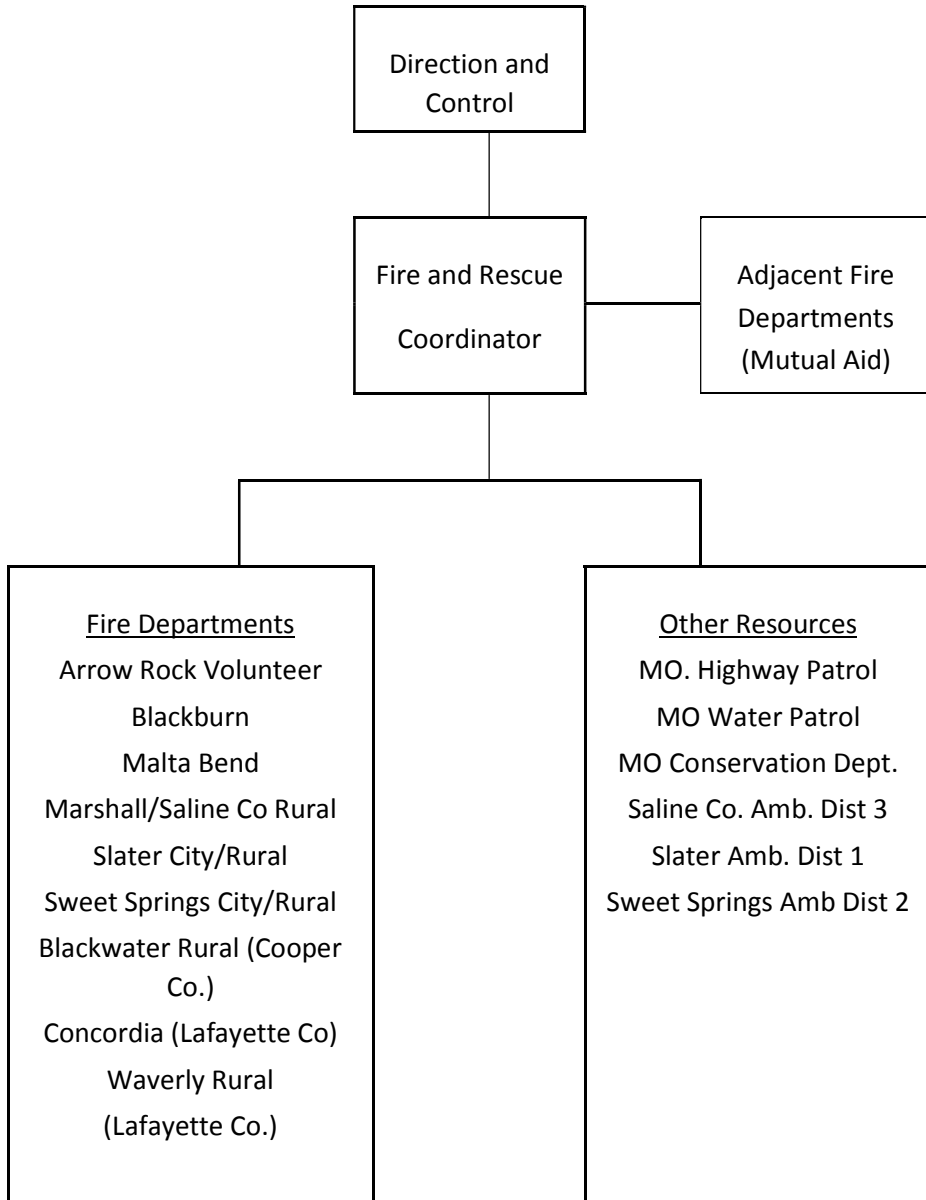 Direction and
Control
Fire and Rescue
Coordinator
Adjacent Fire
Departments
(Mutual Aid)
Fire Departments
Arrow Rock Volunteer
Blackburn
Malta Bend
Marshall/Saline Co Rural
Slater City/Rural
Sweet Springs City/Rural
Blackwater Rural (Cooper
Co.)
Concordia (Lafayette Co)
Waverly Rural
(Lafayette Co.)
Other Resources
MO. Highway Patrol
MO Water Patrol
MO Conservation Dept.
Saline Co. Amb. Dist 3
Slater Amb. Dist 1
Sweet Springs Amb Dist 2